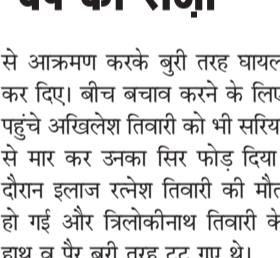 से आक्रमण करके बुरी तरह घायल
कर दिए। बीच बचाव करने के लिए
पहुंचे अखिलेश तिवारी को भी सरिय
से मार कर उनका सिर फोड़ दिया
दौरान इलाज रत्नेश तिवारी की मौत
हो गई और त्रिलोकीनाथ तिवारी के
हाथ व पैर बुरी तरह टूट गए थे।